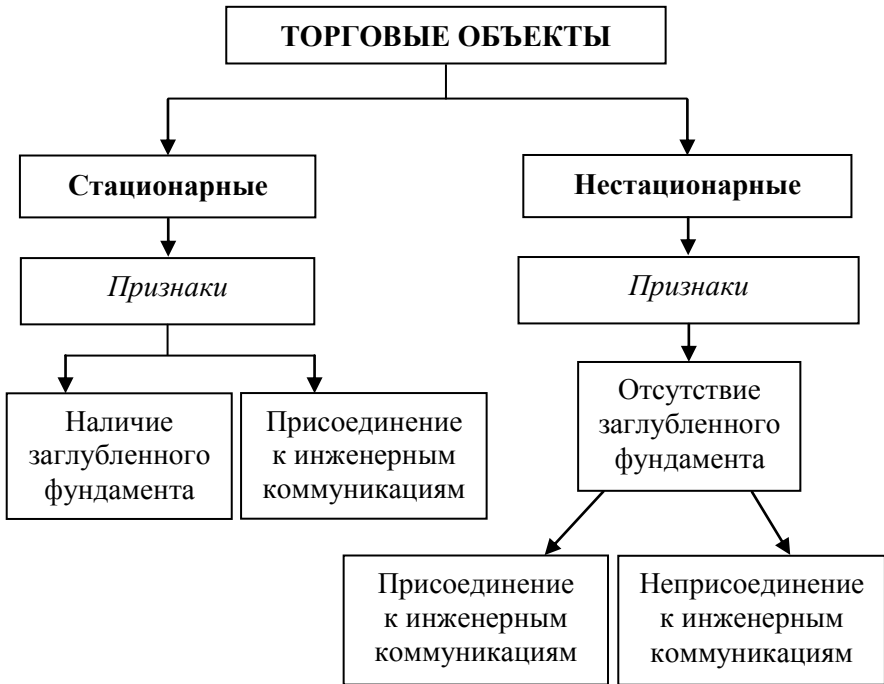 ТОРГОВЫЕ ОБЪЕКТЫ
Стационарные
Нестационарные
Признаки
Признаки
Наличие
заглубленного
фундамента
Присоединение
к инженерным
коммуникациям
Отсутствие
заглубленного
фундамента
Присоединение
к инженерным
коммуникациям
Неприсоединение
к инженерным
коммуникациям